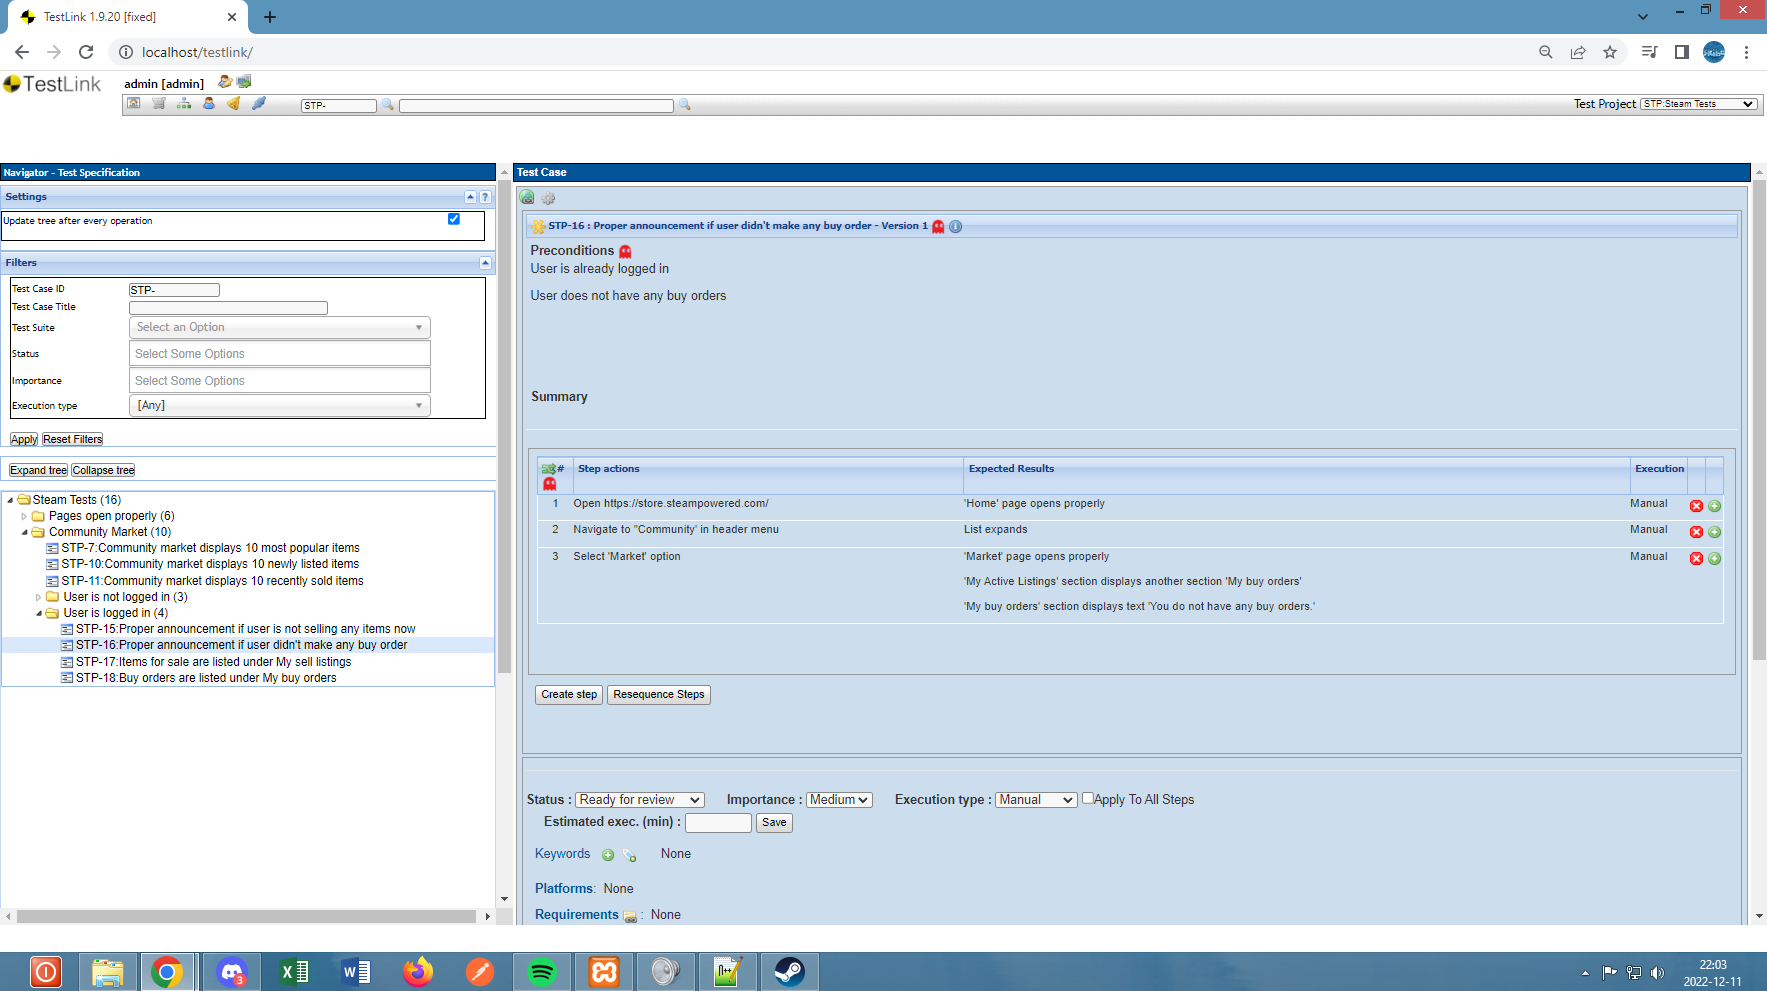 TestLink 1.9.20 [fixed]
localhost/testlink/
TestLink
admin [admin]
STP-
Test Project STP:Steam Tests
Navigator - Test Specification
Settings
Update tree after every operation
Filters
Test Case ID STP-
Test Case Title
Test Suite Select an Option
Status Select Some Options
Importance Select Some Options
Execution type [Any]
Apply Reset Filters
Expand tree Collapse tree
Steam Tests (16)
Pages open properly (6)
Community Market (10)
STP-7:Community market displays 10 most popular items
STP-10:Community market displays 10 newly listed items
STP-11:Community market displays 10 recently sold items
User is not logged in (3)
User is logged in (4)
STP-15:Proper announcement if user is not selling any items now
STP-16:Proper announcement if user didn't make any buy order
STP-17:Items for sale are listed under My sell listings
STP-18:Buy orders are listed under My buy orders
Test Case
STP-16 : Proper announcement if user didn't make any buy order - Version 1
Preconditions
User is already logged in
User does not have any buy orders
Summary
# Step actions Expected Results Execution
1 Open https://store.steampowered.com/ 'Home' page opens properly Manual
2 Navigate to "Community' in header menu List expands Manual
3 Select 'Market' option 'Market' page opens properly Manual
'My Active Listings' section displays another section 'My buy orders'
'My buy orders' section displays text 'You do not have any buy orders.'
Create step Resequence Steps
Status : Ready for review Importance : Medium Execution type : Manual Apply To All Steps
Estimated exec. (min) : Save
Keywords None
Platforms: None
Requirements : None
3
22:03
2022-12-11